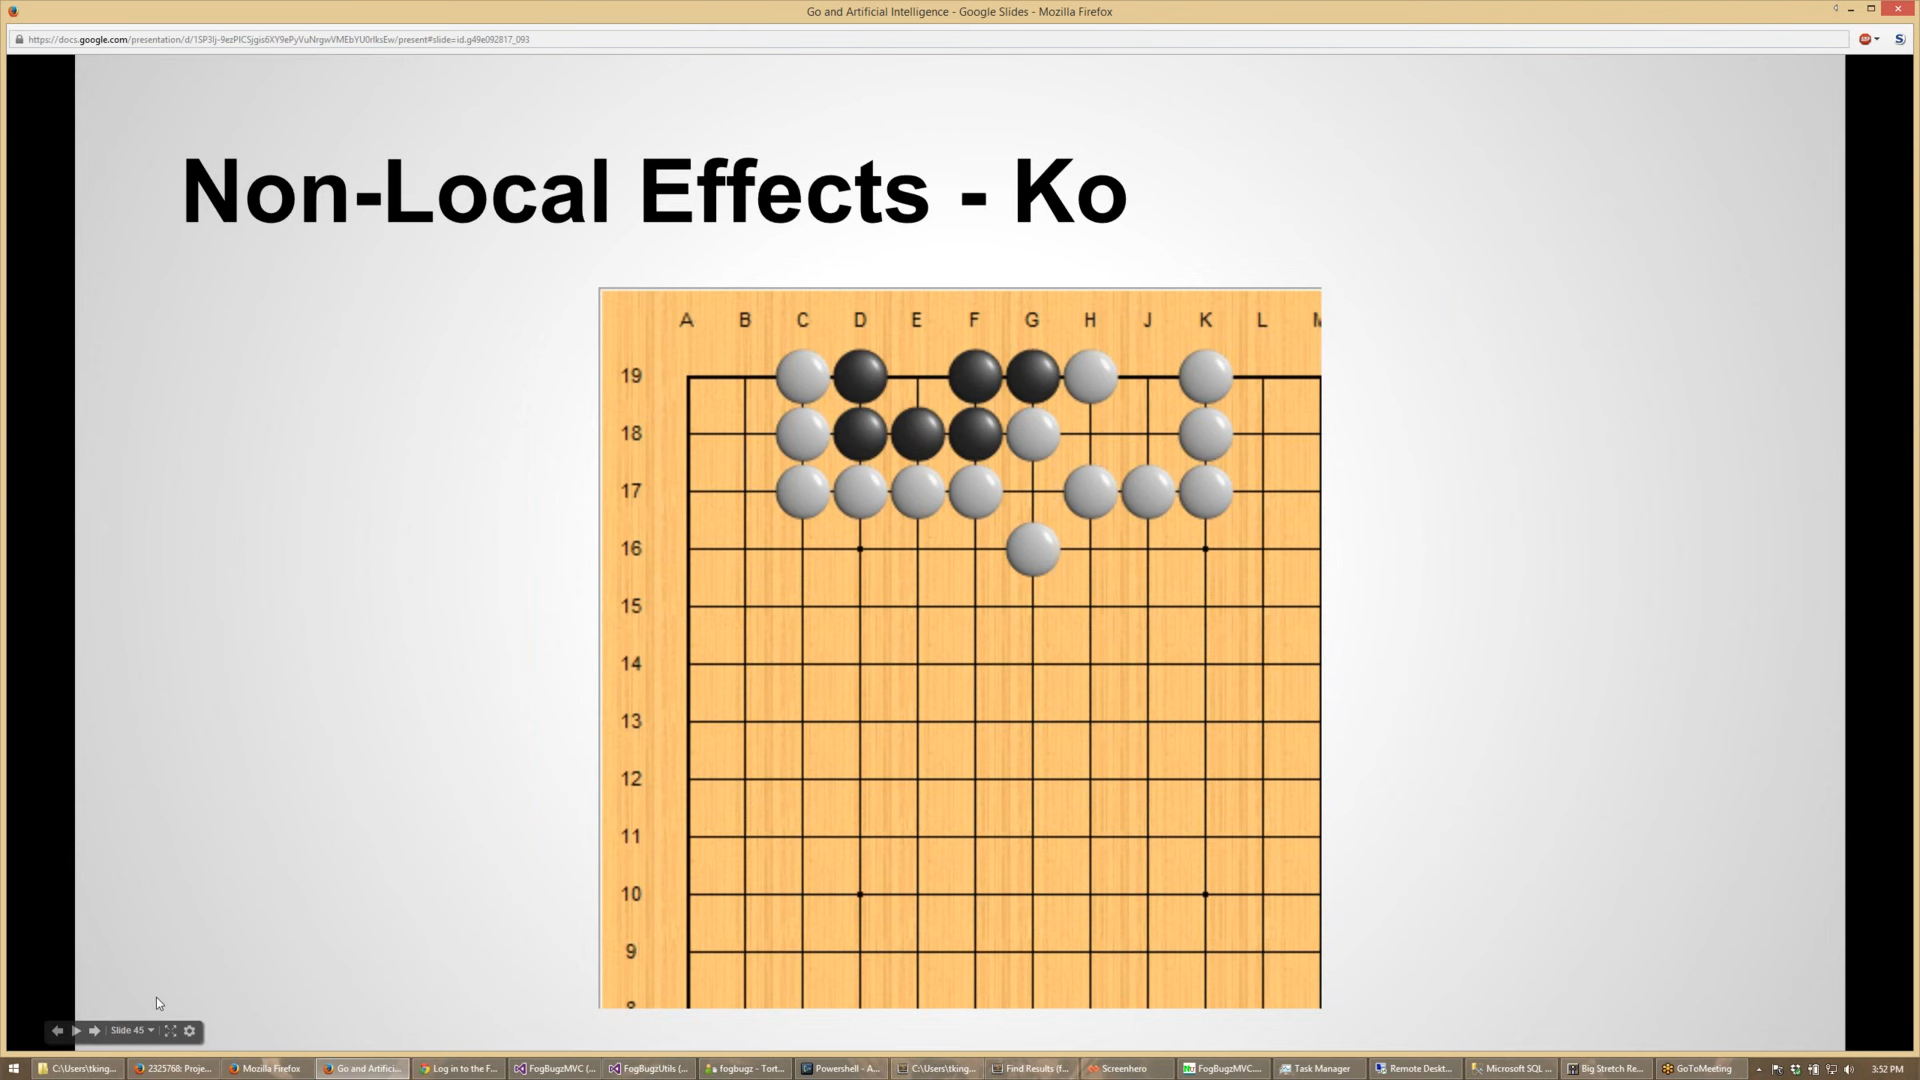 Go and Artificial Intelligence - Google Slides - Mozilla Firefox
Non-Local Effects - Ko
A B C D E F G H J K L
19
18
17
16
15
14
13
12
11
10
9
8
Slide 45
C:\Users\tking... 2325768: Proje... Mozilla Firefox Go and Artifici... Log in to the F... FogBugzMVC (... FogBugzUtils (... fogbugz - Tort... Powershell - A... C:\Users\tking... Find Results (f... Screenhero FogBugzMVC.... Task Manager Remote Deskt... Microsoft SQL ... Big Stretch Re... GoToMeeting 3:52 PM